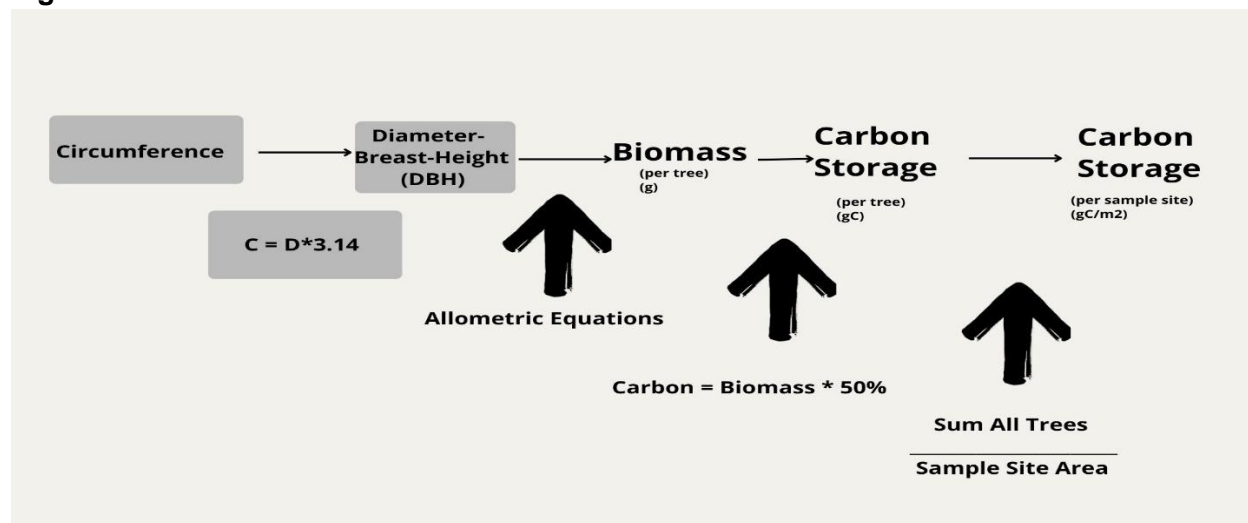 Circumference
Diameter-
Breast-Height
(DBH)
Biomass
(per tree)
(g)
Carbon
Storage
(per tree)
(gC)
Carbon
Storage
(per sample site)
(gC/m2)
C = D*3.14
Allometric Equations
Carbon = Biomass * 50%
Sum All Trees
Sample Site Area